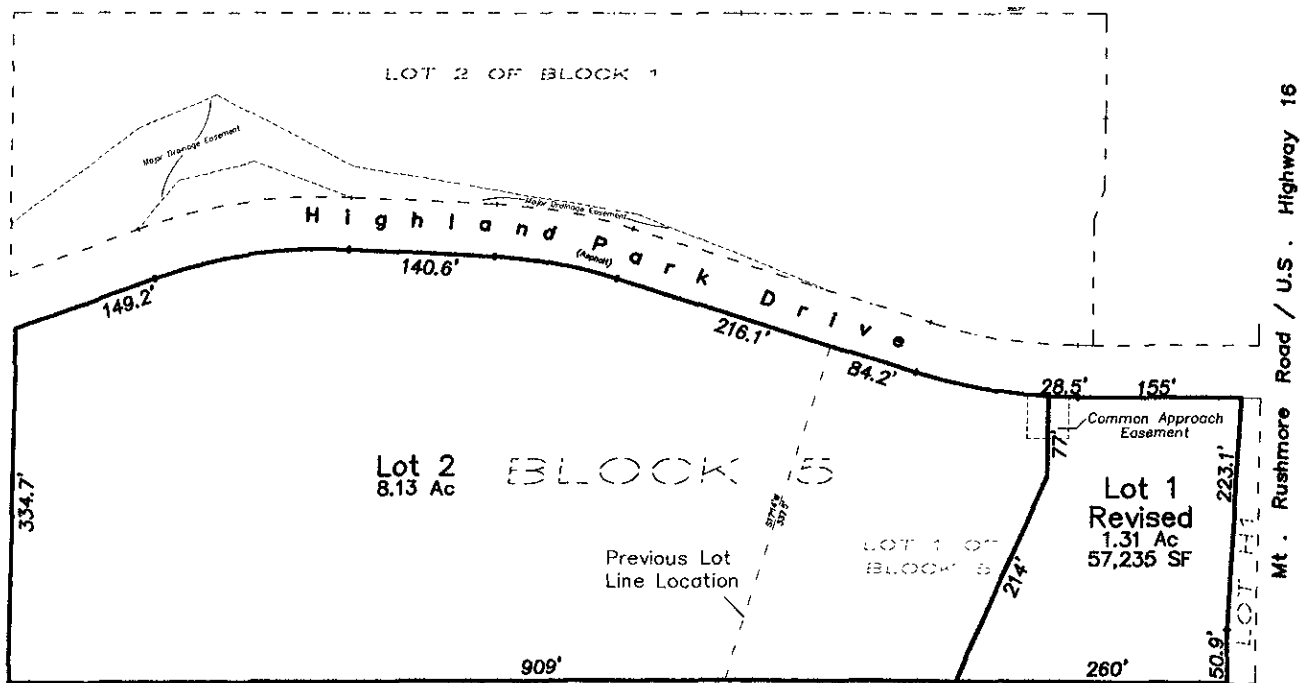 LOT 2 OF BLOCK 1
Major Drainage Easement
Major Drainage Easement
Highland Park Drive
(Asphalt)
149.2'
140.6'
216.1'
84.2'
28.5'
155'
Common Approach
Easement
77'
223.1'
Lot 2
8.13 Ac
BLOCK 5
Lot 1
Revised
1.31 Ac
57,235 SF
334.7'
Previous Lot
Line Location
LOT 1 OF
BLOCK 5
214'
909'
260'
50.9'
LOT H1
Mt. Rushmore Road / U.S. Highway 16